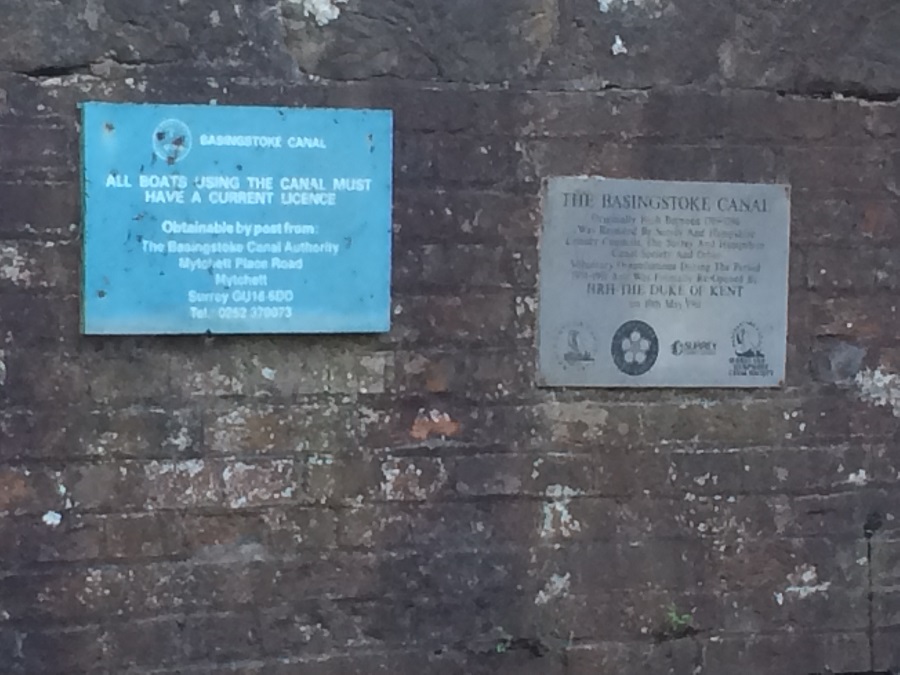 BASINGSTOKE CANAL
ALL BOATS USING THE CANAL MUST
HAVE A CURRENT LICENCE
Obtainable by post from:
The Basingstoke Canal Authority
Mytchett Place Road
Mytchett
Surrey GU16 6DD
Tel. 0252 370073
THE BASINGSTOKE CANAL
Originally Built Between
Was Restored By Surrey And Hampshire
County Councils, The Surrey And Hampshire
Canal Society And Other
Voluntary Organisations During The Period
And Was Formally Re-Opened By
HRH THE DUKE OF KENT
on 10th May
SURREY